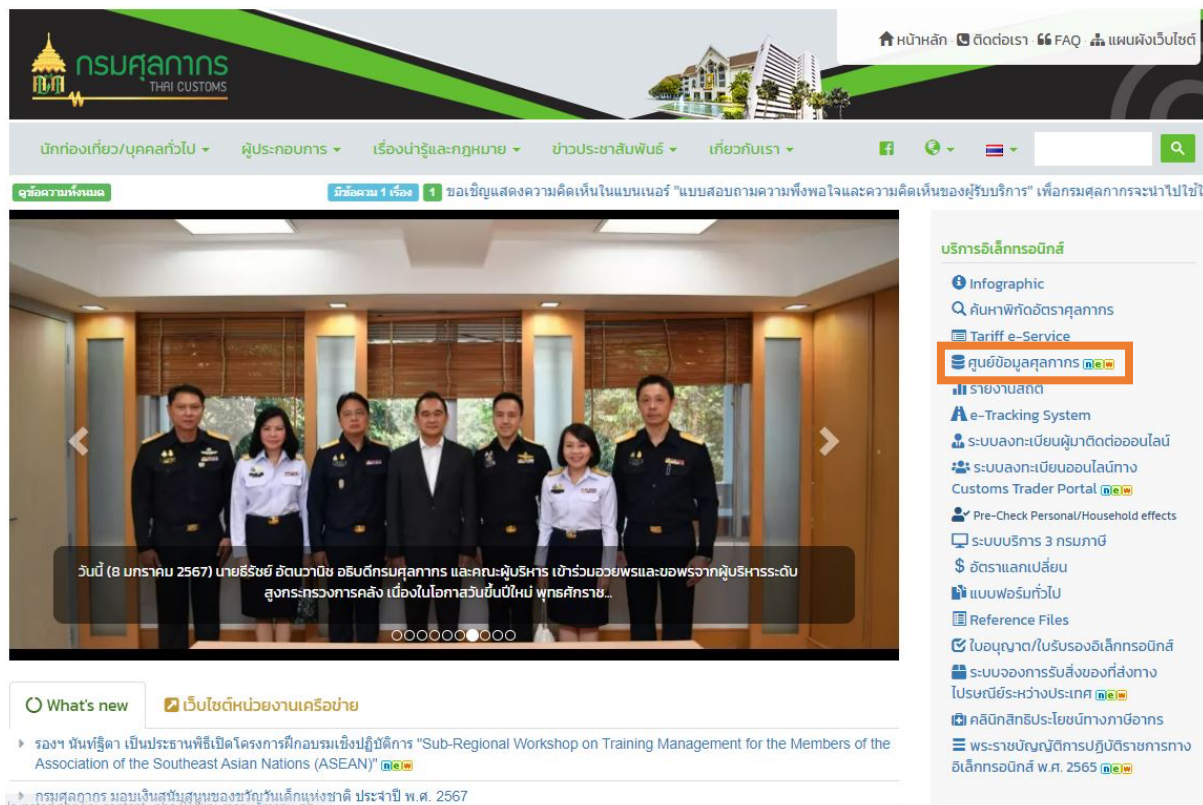 กรมศุลกากร
THAI CUSTOMS
หน้าหลัก ติดต่อเรา FAQ แผนผังเว็บไซต์
นักท่องเที่ยว/บุคคลทั่วไป ผู้ประกอบการ เรื่องน่ารู้และกฎหมาย ข่าวประชาสัมพันธ์ เกี่ยวกับเรา
ดูข้อความทั้งหมด มีข้อความ 1 เรื่อง 1 ขอเชิญแสดงความคิดเห็นในแบนเนอร์ "แบบสอบถามความพึงพอใจและความคิดเห็นของผู้รับบริการ" เพื่อกรมศุลกากรจะนำไปใช้
วันนี้ (8 มกราคม 2567) นายธีรัชย์ อัตนวานิช อธิบดีกรมศุลกากร และคณะผู้บริหาร เข้าร่วมอวยพรและขอพรจากผู้บริหารระดับ
สูงกระทรวงการคลัง เนื่องในโอกาสวันขึ้นปีใหม่ พุทธศักราช...
บริการอิเล็กทรอนิกส์
Infographic
ค้นหาพิกัดอัตราศุลกากร
Tariff e-Service
ศูนย์ข้อมูลศุลกากร new
รายงานสถิติ
e-Tracking System
ระบบลงทะเบียนผู้มาติดต่อออนไลน์
ระบบลงทะเบียนออนไลน์ทาง
Customs Trader Portal new
Pre-Check Personal/Household effects
ระบบบริการ 3 กรมภาษี
อัตราแลกเปลี่ยน
แบบฟอร์มทั่วไป
Reference Files
ใบอนุญาต/ใบรับรองอิเล็กทรอนิกส์
ระบบจองการรับสิ่งของที่ส่งทาง
ไปรษณีย์ระหว่างประเทศ new
คลินิกสิทธิประโยชน์ทางภาษีอากร
พระราชบัญญัติการปฏิบัติราชการทาง
อิเล็กทรอนิกส์ พ.ศ. 2565 new
What's new เว็บไซต์หน่วยงานเครือข่าย
รองฯ นันท์ฐิตา เป็นประธานพิธีเปิดโครงการฝึกอบรมเชิงปฏิบัติการ "Sub-Regional Workshop on Training Management for the Members of the
Association of the Southeast Asian Nations (ASEAN)" new
กรมศุลกากร มอบเงินสนับสนุนของขวัญวันเด็กแห่งชาติ ประจำปี พ.ศ. 2567